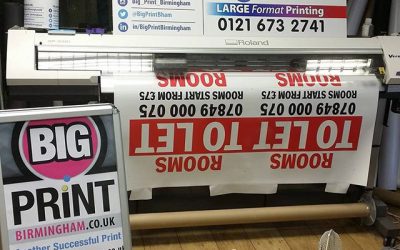 BigPrintBirmingham
@BigPrintBham
in/BigPrintBirmingham
LARGE Format Printing
0121 673 2741
Roland
ROOMS ROOMS
TO LET TO LET
07849 000 075 07849 000 075
ROOMS START FROM £75 ROOMS START FROM £75
ROOMS ROOMS
BIG
PRINT
BIRMINGHAM.CO.UK
Another Successful Print